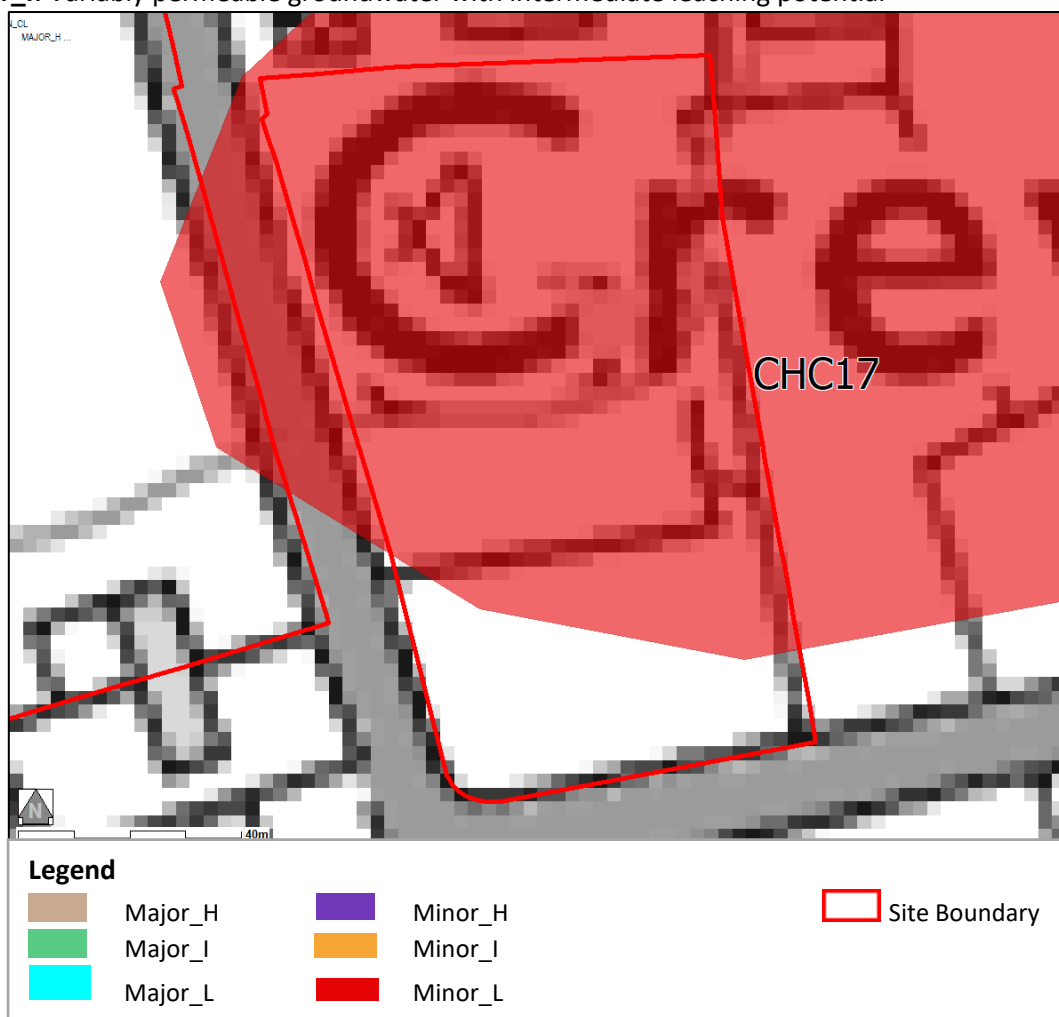 Variably permeable groundwater with intermediate leaching potential
MAJOR_H ...
Cre
CHC17
N
40m
Legend
Major_H
Minor_H
Site Boundary
Major_I
Minor_I
Major_L
Minor_L